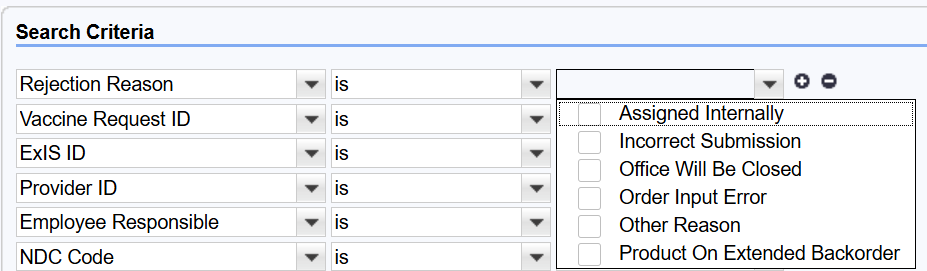 Search Criteria
Rejection Reason is
Assigned Internally
Vaccine Request ID is
Incorrect Submission
ExIS ID is
Office Will Be Closed
Provider ID is
Order Input Error
Employee Responsible is
Other Reason
NDC Code is
Product On Extended Backorder